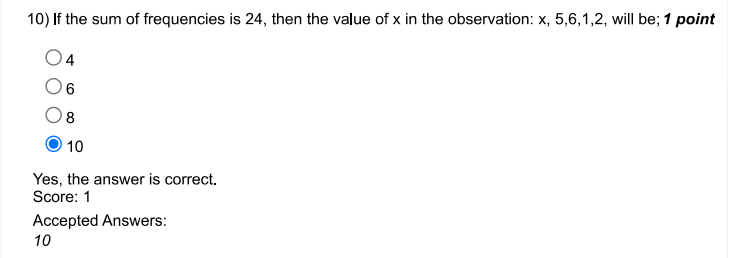 10) If the sum of frequencies is 24, then the value of x in the observation: x, 5,6,1,2, will be; 1 point
4
6
8
10
Yes, the answer is correct.
Score: 1
Accepted Answers:
10